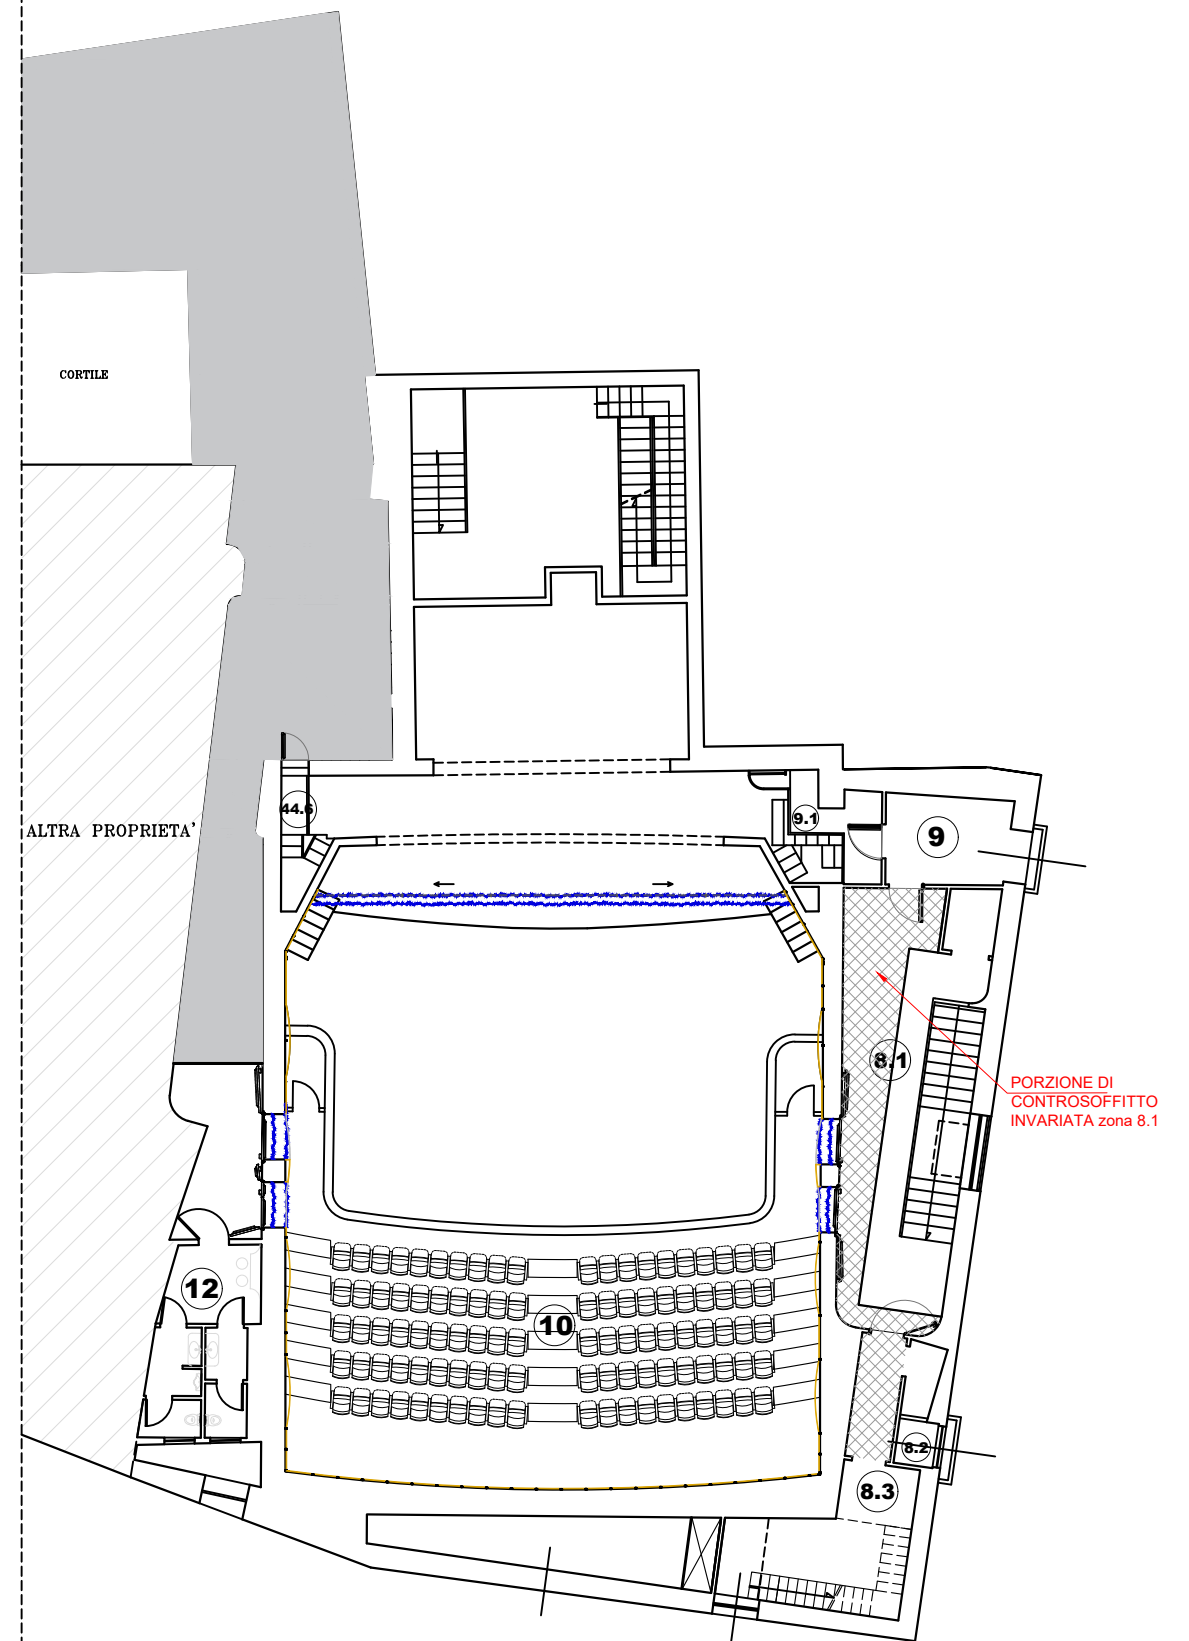 CORTILE
44.6
9.1
9
ALTRA PROPRIETA'
8.1
PORZIONE DI
CONTROSOFFITTO
INVARIATA zona 8.1
12
10
8.2
8.3